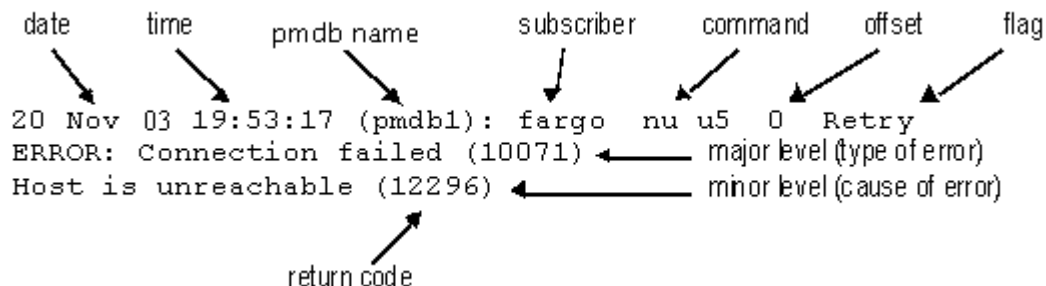 date time pmdb name subscriber command offset flag
20 Nov 03 19:53:17 (pmdb1): fargo nu u5 0 Retry
ERROR: Connection failed (10071) major level (type of error)
Host is unreachable (12296) minor level (cause of error)
return code